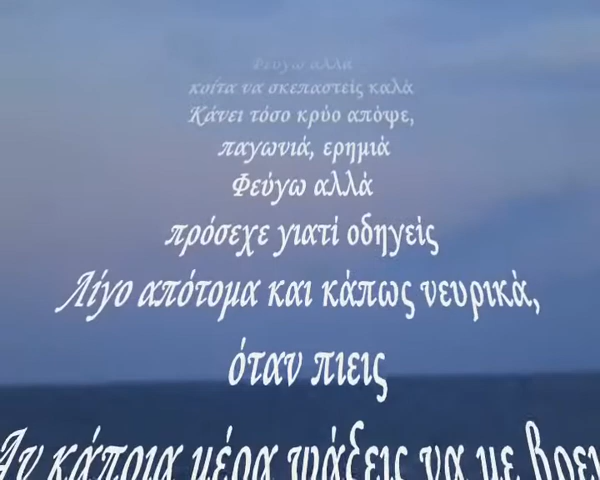 Φεύγω αλλά
κοίτα να σκεπαστείς καλά
Κάνει τόσο κρύο απόψε,
παγωνιά, ερημιά
Φεύγω αλλά
πρόσεχε γιατί οδηγείς
Λίγο απότομα και κάπως νευρικά,
όταν πιεις
Αν κάποια μέρα ψάξεις να με βρεις